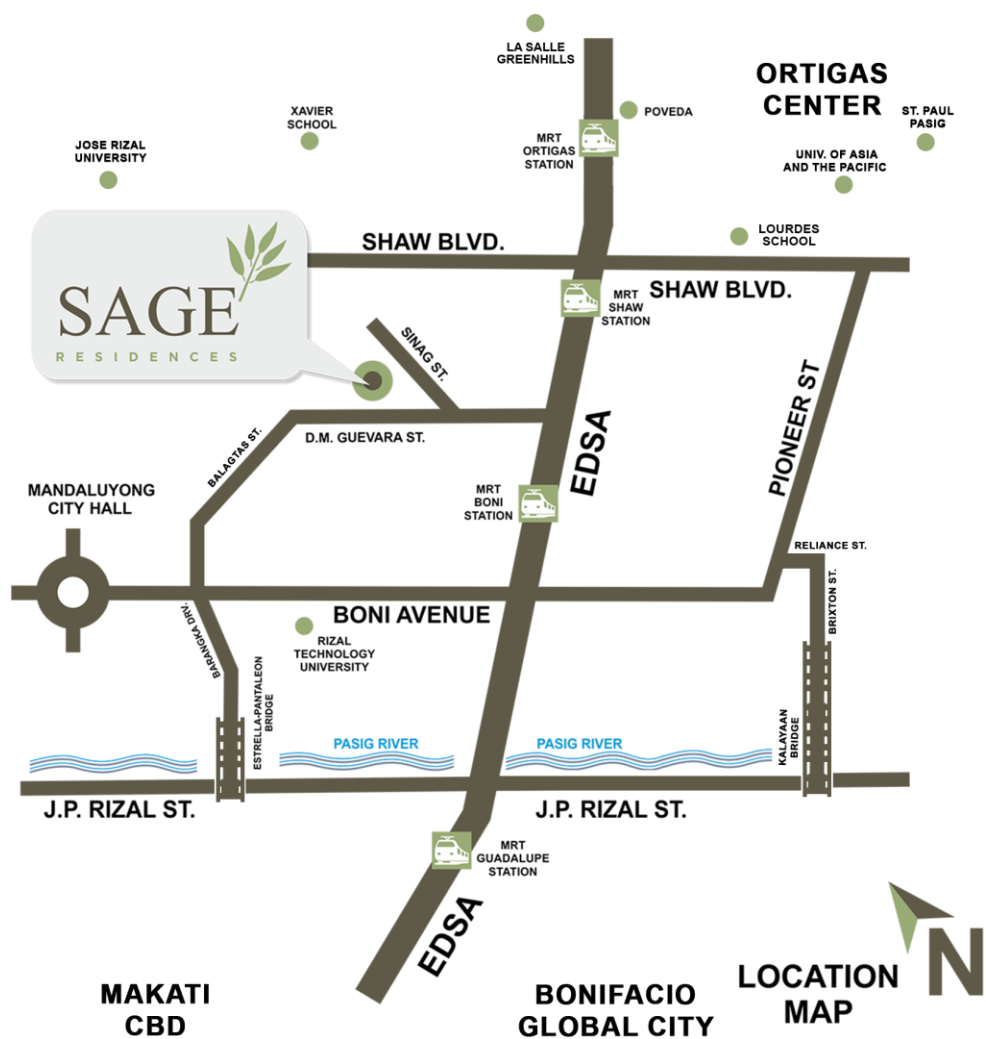 LA SALLE
GREENHILLS
ORTIGAS
CENTER
XAVIER
SCHOOL
POVEDA
ST. PAUL
PASIG
JOSE RIZAL
UNIVERSITY
MRT
ORTIGAS
STATION
UNIV. OF ASIA
AND THE PACIFIC
LOURDES
SCHOOL
SHAW BLVD.
SHAW BLVD.
SAGE
RESIDENCES
MRT
SHAW
STATION
SINAG ST.
PIONEER ST
EDSA
D.M. GUEVARA ST.
BALAGTAS ST.
MANDALUYONG
CITY HALL
MRT
BONI
STATION
RELIANCE ST.
BRIXTON ST.
BONI AVENUE
BARANGKA DRV.
RIZAL
TECHNOLOGY
UNIVERSITY
ESTRELLA-PANTALEON
BRIDGE
KALAYAAN
BRIDGE
PASIG RIVER
PASIG RIVER
J.P. RIZAL ST.
J.P. RIZAL ST.
MRT
GUADALUPE
STATION
EDSA
N
LOCATION
MAP
MAKATI
CBD
BONIFACIO
GLOBAL CITY